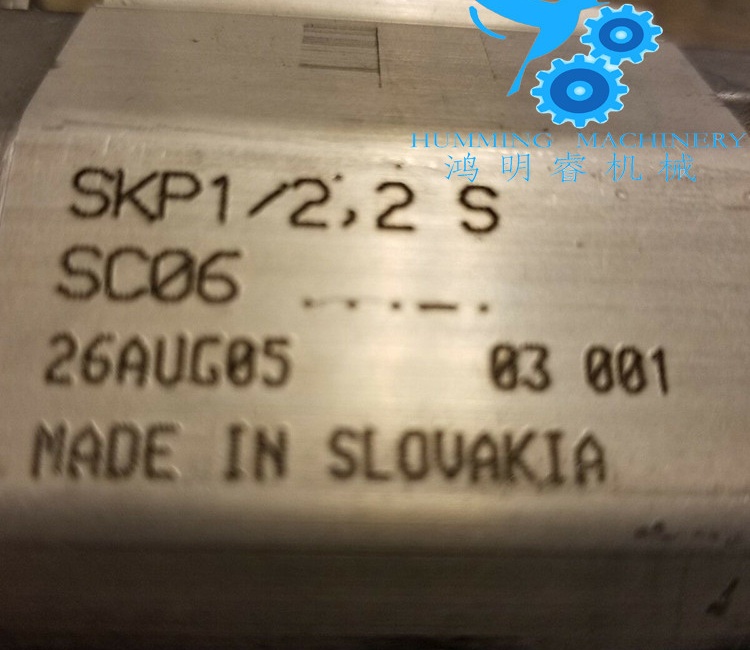 HUMMING MACHINERY
鸿明睿机械
SKP1/2,2 S
SC06
26AUG05 03 001
MADE IN SLOVAKIA